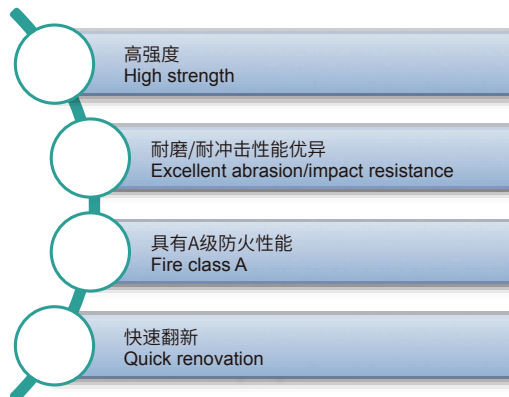 高强度
High strength
耐磨/耐冲击性能优异
Excellent abrasion/impact resistance
具有A级防火性能
Fire class A
快速翻新
Quick renovation